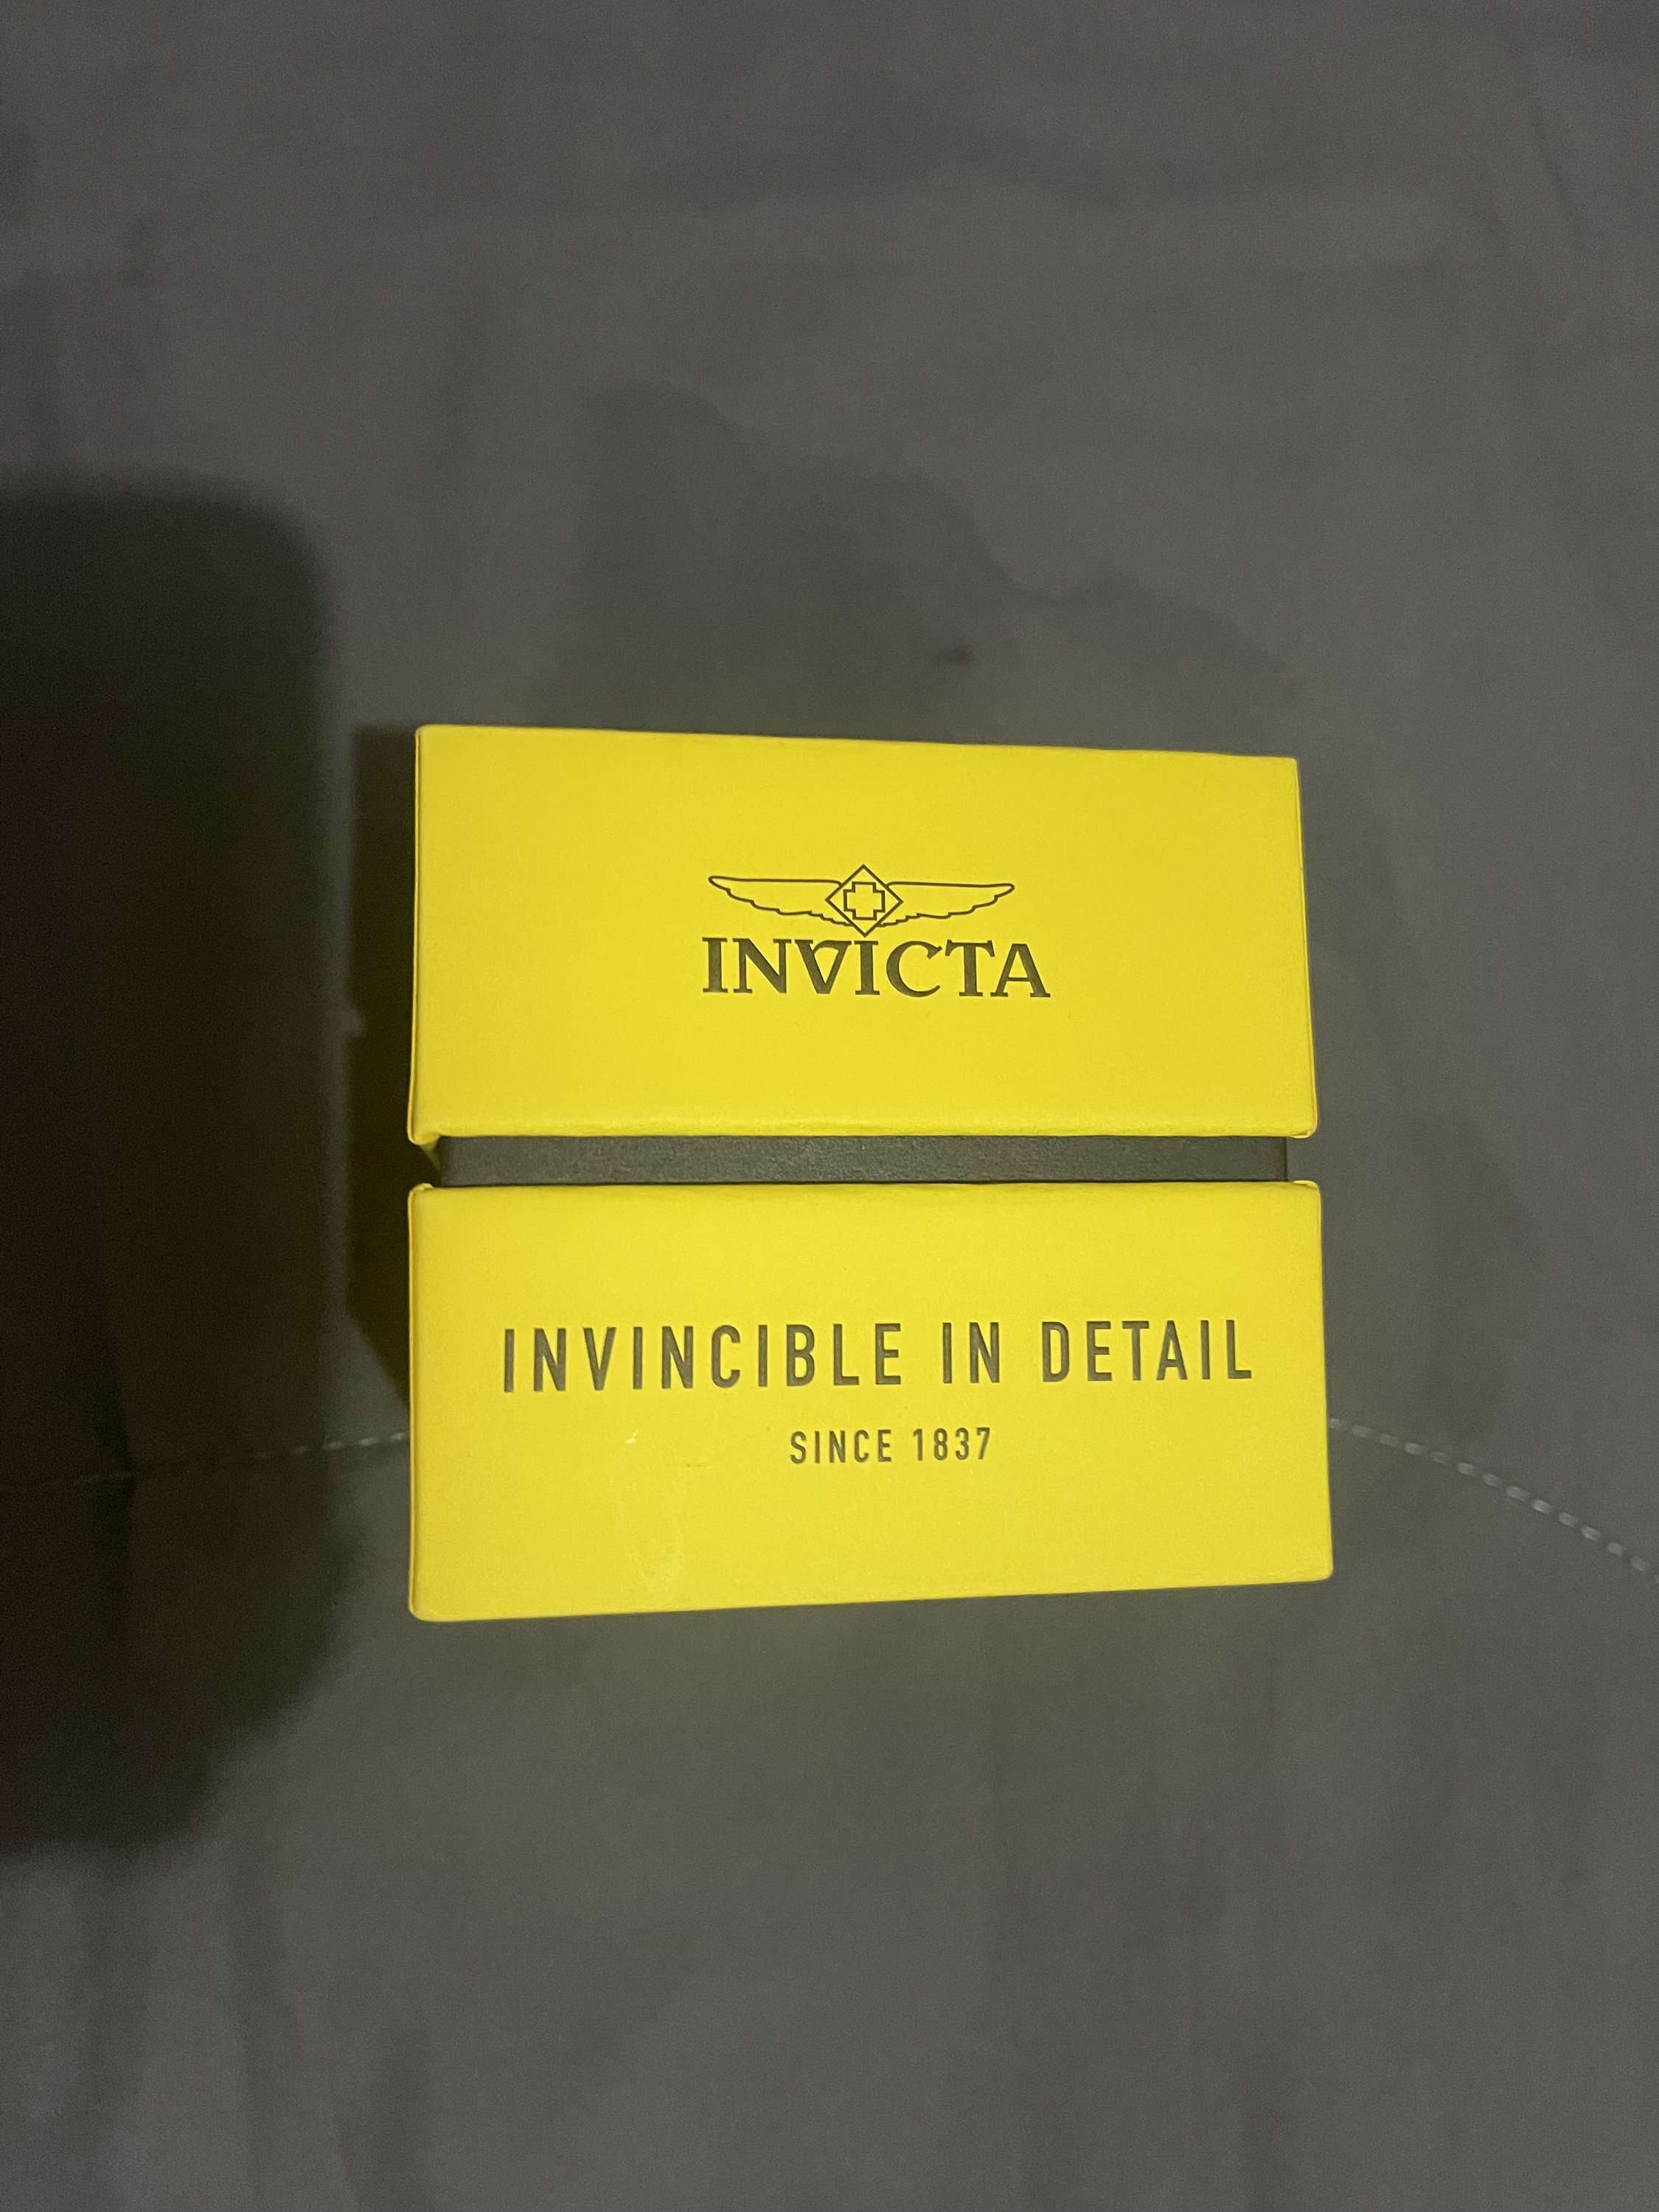 INVICTA
INVINCIBLE IN DETAIL
SINCE 1837